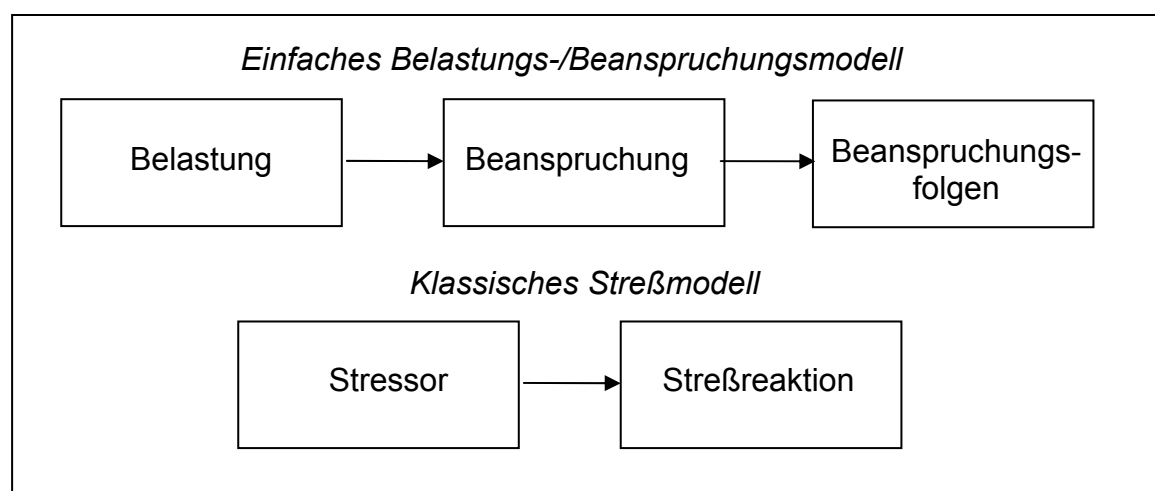 Einfaches Belastungs-/Beanspruchungsmodell
Belastung
Beanspruchung
Beanspruchungs-
folgen
Klassisches Streßmodell
Stressor
Streßreaktion